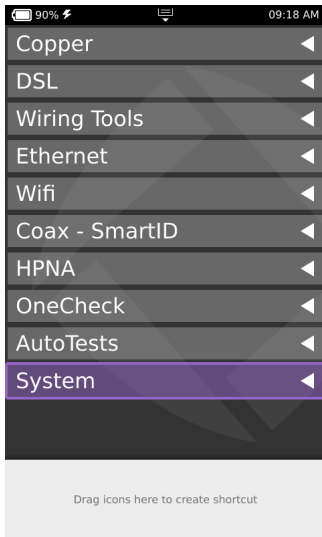 90% 09:18 AM
Copper
DSL
Wiring Tools
Ethernet
Wifi
Coax - SmartID
HPNA
OneCheck
AutoTests
System
Drag icons here to create shortcut